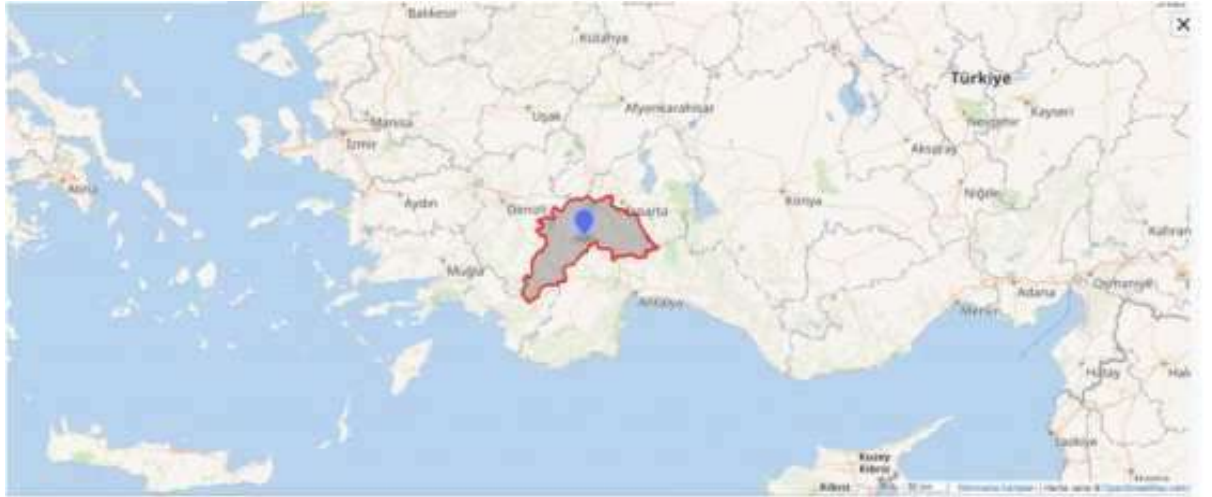 Balıkesir
Kütahya
Türkiye
Manisa
Uşak
Afyonkarahisar
Kayseri
Nevşehir
İzmir
Aksaray
Atina
Aydın
Denizli
Isparta
Konya
Niğde
Muğla
Antalya
Adana
Osmaniye
Mersin
Hatay
Kuzey
Kıbrıs
Kıbrıs